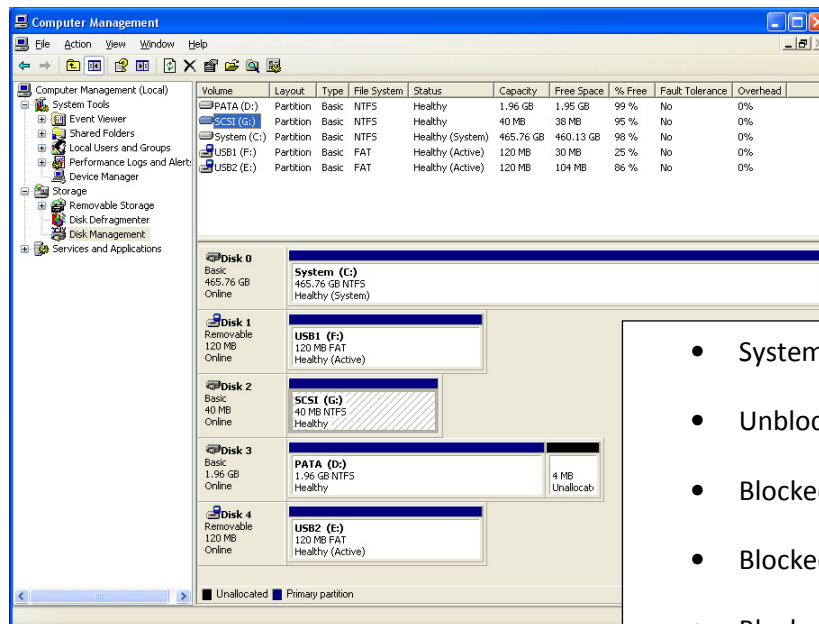 Computer Management
File Action View Window Help
Computer Management (Local)
System Tools
Event Viewer
Shared Folders
Local Users and Groups
Performance Logs and Alert
Device Manager
Storage
Removable Storage
Disk Defragmenter
Disk Management
Services and Applications
Volume Layout Type File System Status Capacity Free Space % Free Fault Tolerance Overhead
PATA (D:) Partition Basic NTFS Healthy 1.96 GB 1.95 GB 99 % No 0%
SCSI (G:) Partition Basic NTFS Healthy 40 MB 38 MB 95 % No 0%
System (C:) Partition Basic NTFS Healthy (System) 465.76 GB 460.13 GB 98 % No 0%
USB1 (F:) Partition Basic FAT Healthy (Active) 120 MB 30 MB 25 % No 0%
USB2 (E:) Partition Basic FAT Healthy (Active) 120 MB 104 MB 86 % No 0%
Disk 0
Basic
465.76 GB
Online
System (C:)
465.76 GB NTFS
Healthy (System)
Disk 1
Removable
120 MB
Online
USB1 (F:)
120 MB FAT
Healthy (Active)
Disk 2
Basic
40 MB
Online
SCSI (G:)
40 MB NTFS
Healthy
Disk 3
Basic
1.96 GB
Online
PATA (D:)
1.96 GB NTFS
Healthy
4 MB
Unallocat
Disk 4
Removable
120 MB
Online
USB2 (E:)
120 MB FAT
Healthy (Active)
Unallocated Primary partition
• System
• Unbloc
• Blocke
• Blocke